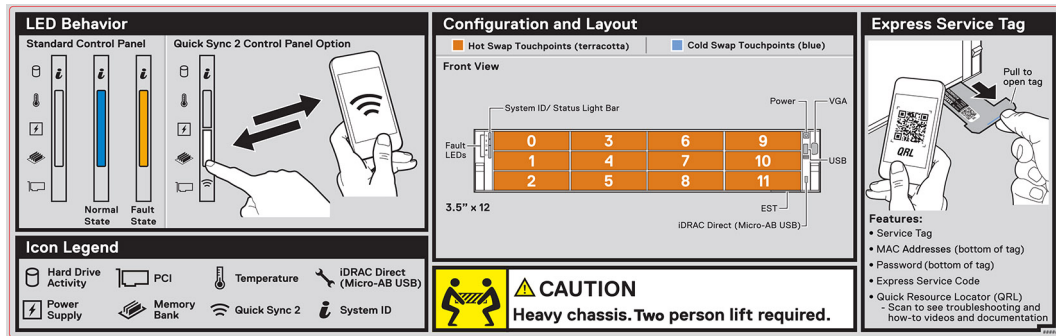 LED Behavior
Standard Control Panel
Quick Sync 2 Control Panel Option
i
i
i
i
Normal
State
Fault
State
Icon Legend
Hard Drive
Activity
PCI
Temperature
iDRAC Direct
(Micro-AB USB)
Power
Supply
Memory
Bank
Quick Sync 2
i
System ID
Configuration and Layout
Hot Swap Touchpoints (terracotta)
Cold Swap Touchpoints (blue)
Front View
System ID/ Status Light Bar
Power
VGA
Fault
LEDs
0 3 6 9
1 4 7 10
2 5 8 11
USB
3.5" x 12
EST
iDRAC Direct (Micro-AB USB)
CAUTION
Heavy chassis. Two person lift required.
Express Service Tag
Pull to
open tag
QRL
Features:
• Service Tag
• MAC Addresses (bottom of tag)
• Password (bottom of tag)
• Express Service Code
• Quick Resource Locator (QRL)
- Scan to see troubleshooting and
how-to videos and documentation